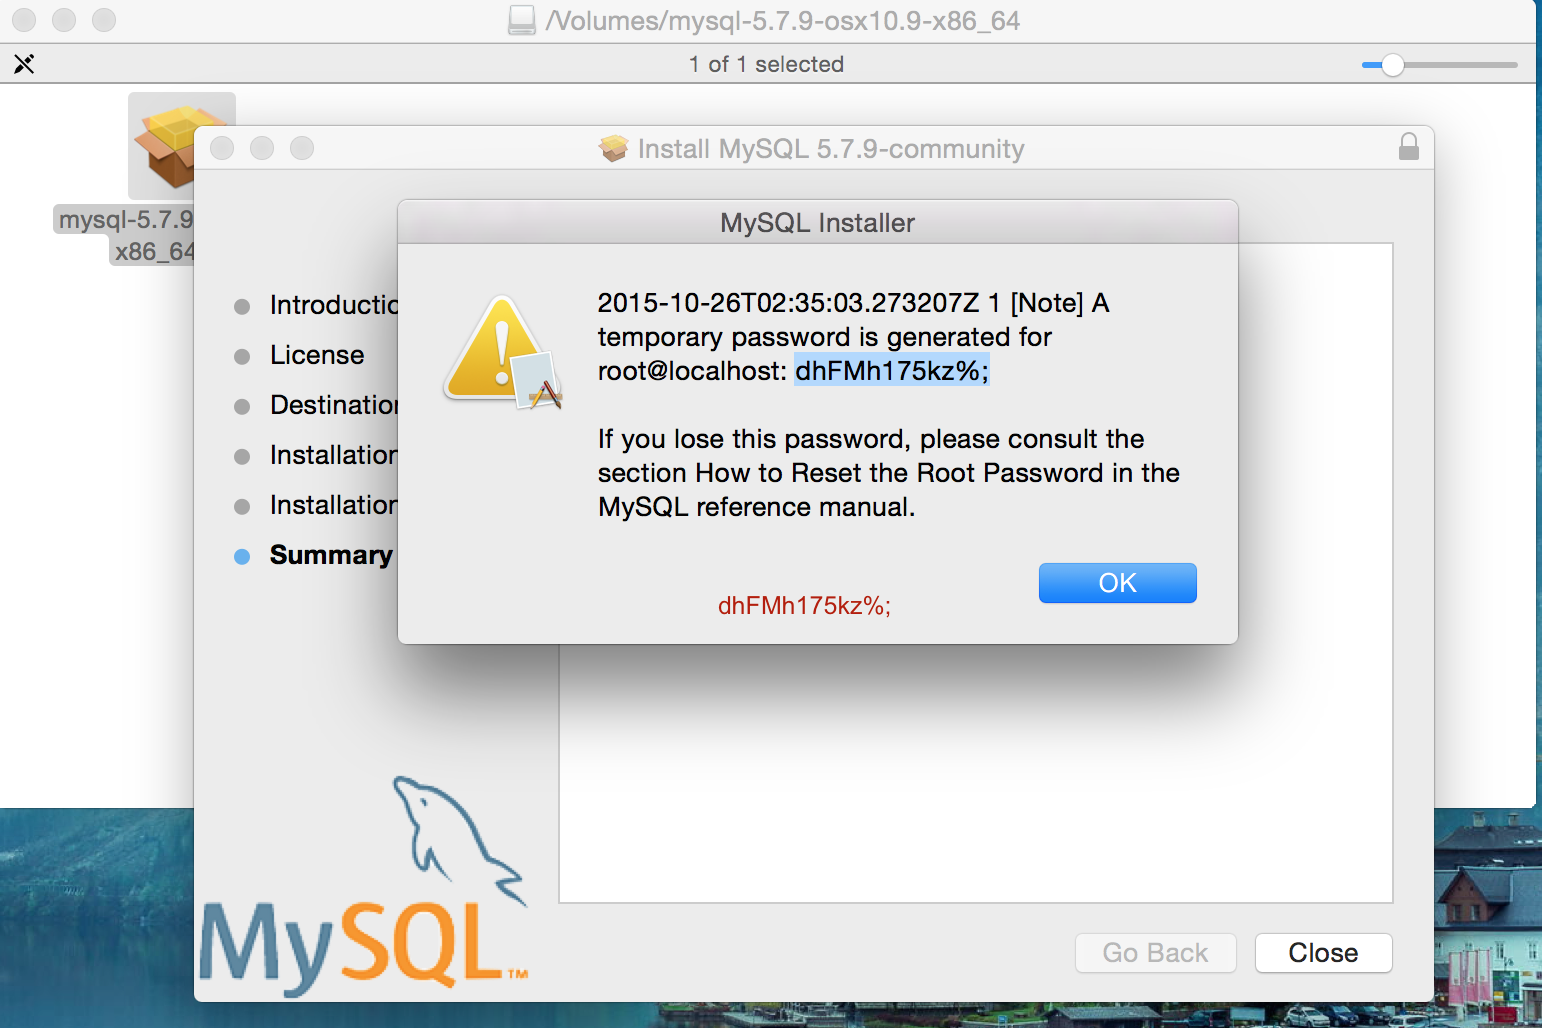 /Volumes/mysql-5.7.9-osx10.9-x86_64
1 of 1 selected
mysql-5.7.9
x86_64
Install MySQL 5.7.9-community
MySQL Installer
2015-10-26T02:35:03.273207Z 1 [Note] A
temporary password is generated for
root@localhost: dhFMh175kz%;
If you lose this password, please consult the
section How to Reset the Root Password in the
MySQL reference manual.
dhFMh175kz%;
OK
Introductio
License
Destination
Installation
Installation
Summary
MySQL™
Go Back
Close